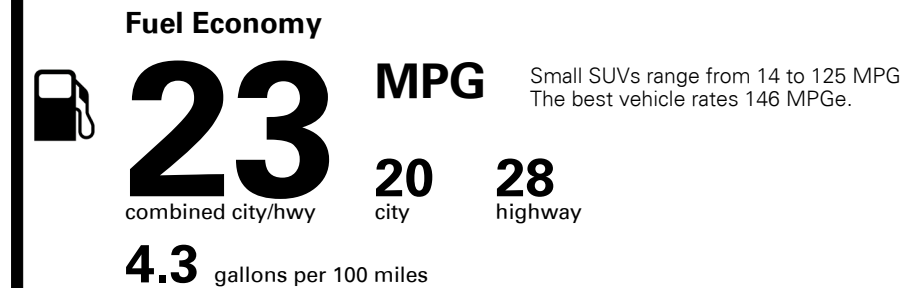 Fuel Economy
23 MPG
Small SUVs range from 14 to 125 MPG
The best vehicle rates 146 MPGe.
combined city/hwy
20
city
28
highway
4.3 gallons per 100 miles